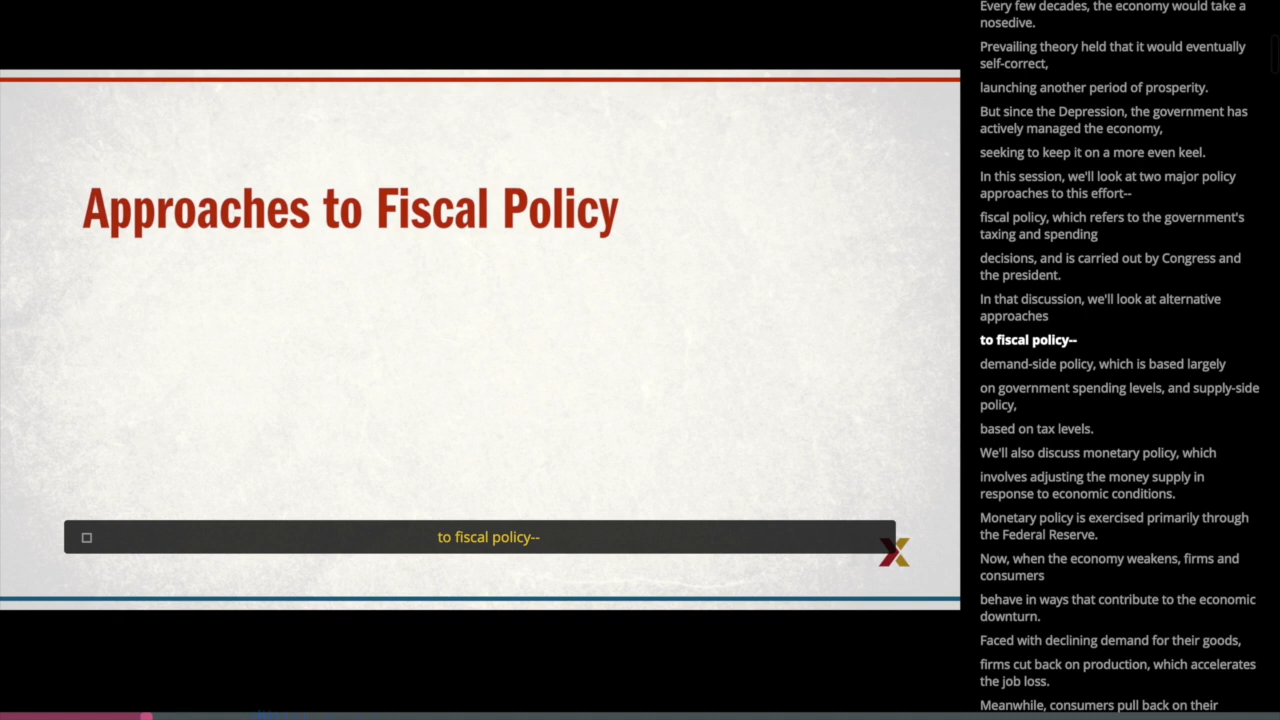 Approaches to Fiscal Policy
to fiscal policy--
Every few decades, the economy would take a
nosedive.
Prevailing theory held that it would eventually
self-correct,
launching another period of prosperity.
But since the Depression, the government has
actively managed the economy,
seeking to keep it on a more even keel.
In this session, we'll look at two major policy
approaches to this effort--
fiscal policy, which refers to the government's
taxing and spending
decisions, and is carried out by Congress and
the president.
In that discussion, we'll look at alternative
approaches
to fiscal policy--
demand-side policy, which is based largely
on government spending levels, and supply-side
policy,
based on tax levels.
We'll also discuss monetary policy, which
involves adjusting the money supply in
response to economic conditions.
Monetary policy is exercised primarily through
the Federal Reserve.
Now, when the economy weakens, firms and
consumers
behave in ways that contribute to the economic
downturn.
Faced with declining demand for their goods,
firms cut back on production, which accelerates
the job loss.
Meanwhile, consumers pull back on their